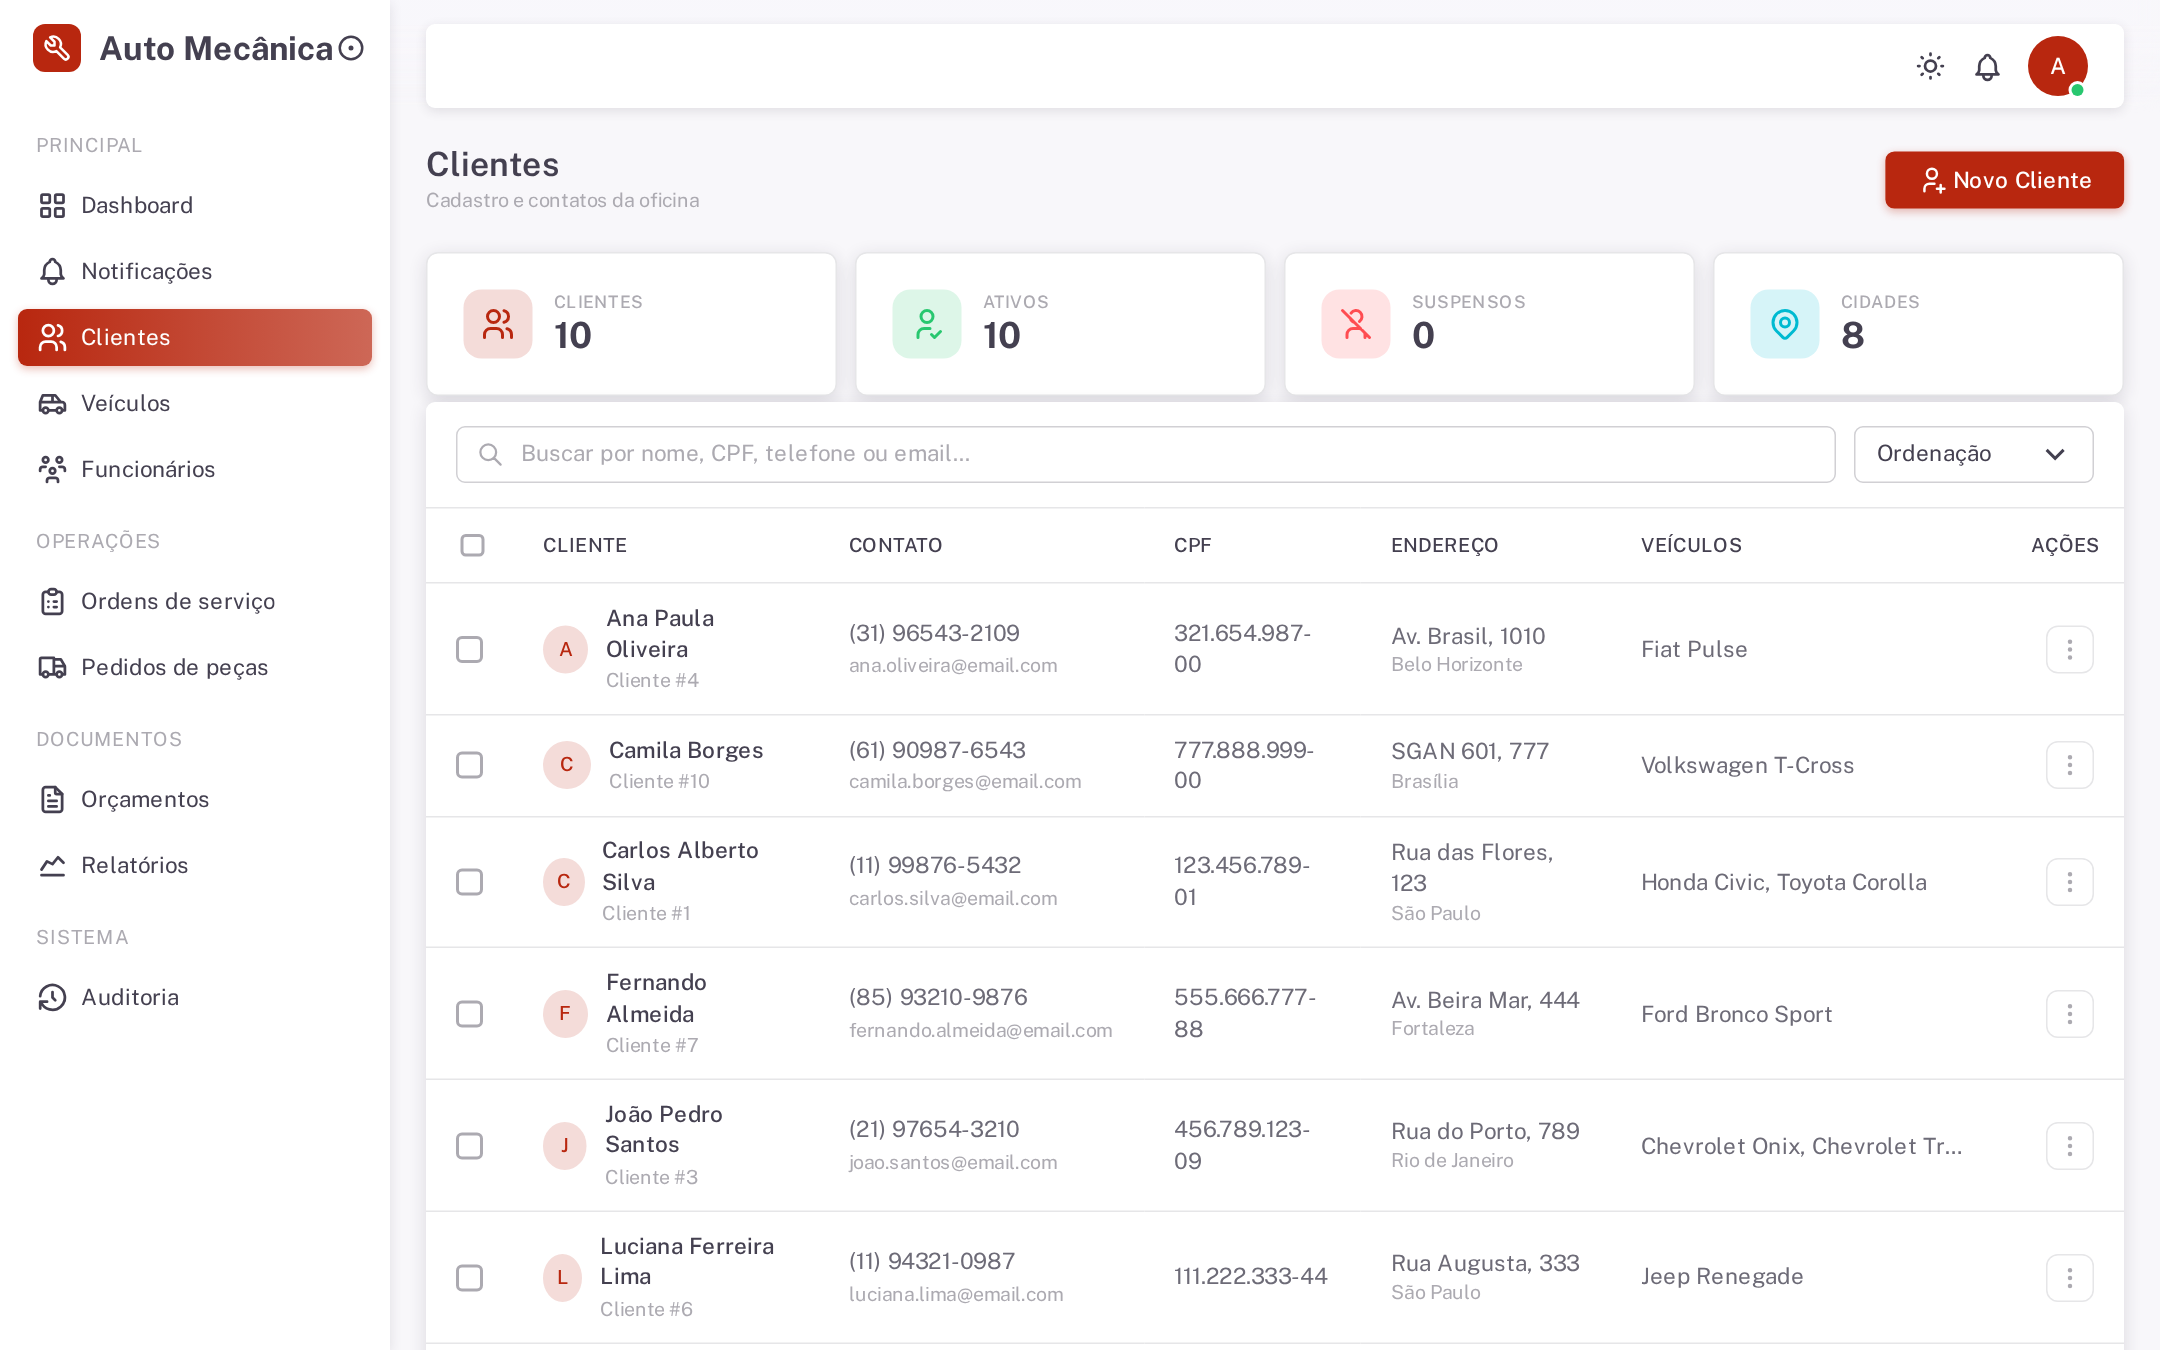 Auto Mecânica
PRINCIPAL
Dashboard
Notificações
Clientes
Veículos
Funcionários
OPERAÇÕES
Ordens de serviço
Pedidos de peças
DOCUMENTOS
Orçamentos
Relatórios
SISTEMA
Auditoria
A
Clientes
Cadastro e contatos da oficina
Novo Cliente
CLIENTES
10
ATIVOS
10
SUSPENSOS
0
CIDADES
8
Buscar por nome, CPF, telefone ou email...
Ordenação
CLIENTE CONTATO CPF ENDEREÇO VEÍCULOS AÇÕES
A
Ana Paula
Oliveira
Cliente #4
(31) 96543-2109
ana.oliveira@email.com
321.654.987-
00
Av. Brasil, 1010
Belo Horizonte
Fiat Pulse
C
Camila Borges
Cliente #10
(61) 90987-6543
camila.borges@email.com
777.888.999-
00
SGAN 601, 777
Brasília
Volkswagen T-Cross
C
Carlos Alberto
Silva
Cliente #1
(11) 99876-5432
carlos.silva@email.com
123.456.789-
01
Rua das Flores,
123
São Paulo
Honda Civic, Toyota Corolla
F
Fernando
Almeida
Cliente #7
(85) 93210-9876
fernando.almeida@email.com
555.666.777-
88
Av. Beira Mar, 444
Fortaleza
Ford Bronco Sport
J
João Pedro
Santos
Cliente #3
(21) 97654-3210
joao.santos@email.com
456.789.123-
09
Rua do Porto, 789
Rio de Janeiro
Chevrolet Onix, Chevrolet Tr...
L
Luciana Ferreira
Lima
Cliente #6
(11) 94321-0987
luciana.lima@email.com
111.222.333-44
Rua Augusta, 333
São Paulo
Jeep Renegade